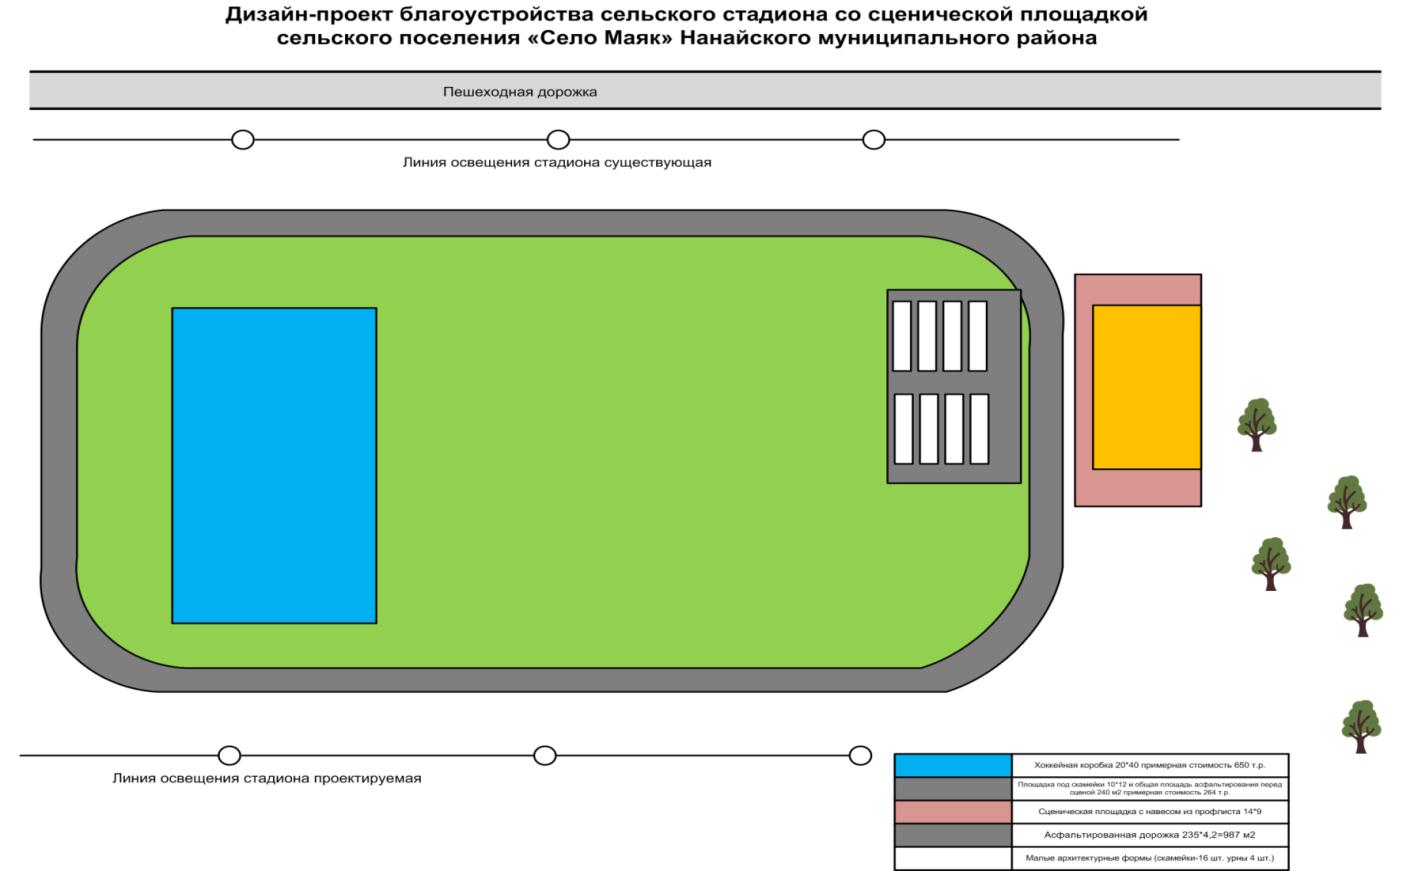 Дизайн-проект благоустройства сельского стадиона со сценической площадкой
сельского поселения «Село Маяк» Нанайского муниципального района
Пешеходная дорожка
Линия освещения стадиона существующая
Линия освещения стадиона проектируемая
Хоккейная коробка 20*40 примерная стоимость 650 т.р.
Площадка под скамейки 10*12 и общая площадь асфальтирования перед
сценой 240 м2 примерная стоимость 264 т.р.
Сценическая площадка с навесом из профлиста 14*9
Асфальтированная дорожка 235*4,2=987 м2
Малые архитектурные формы (скамейки-16 шт. урны 4 шт.)